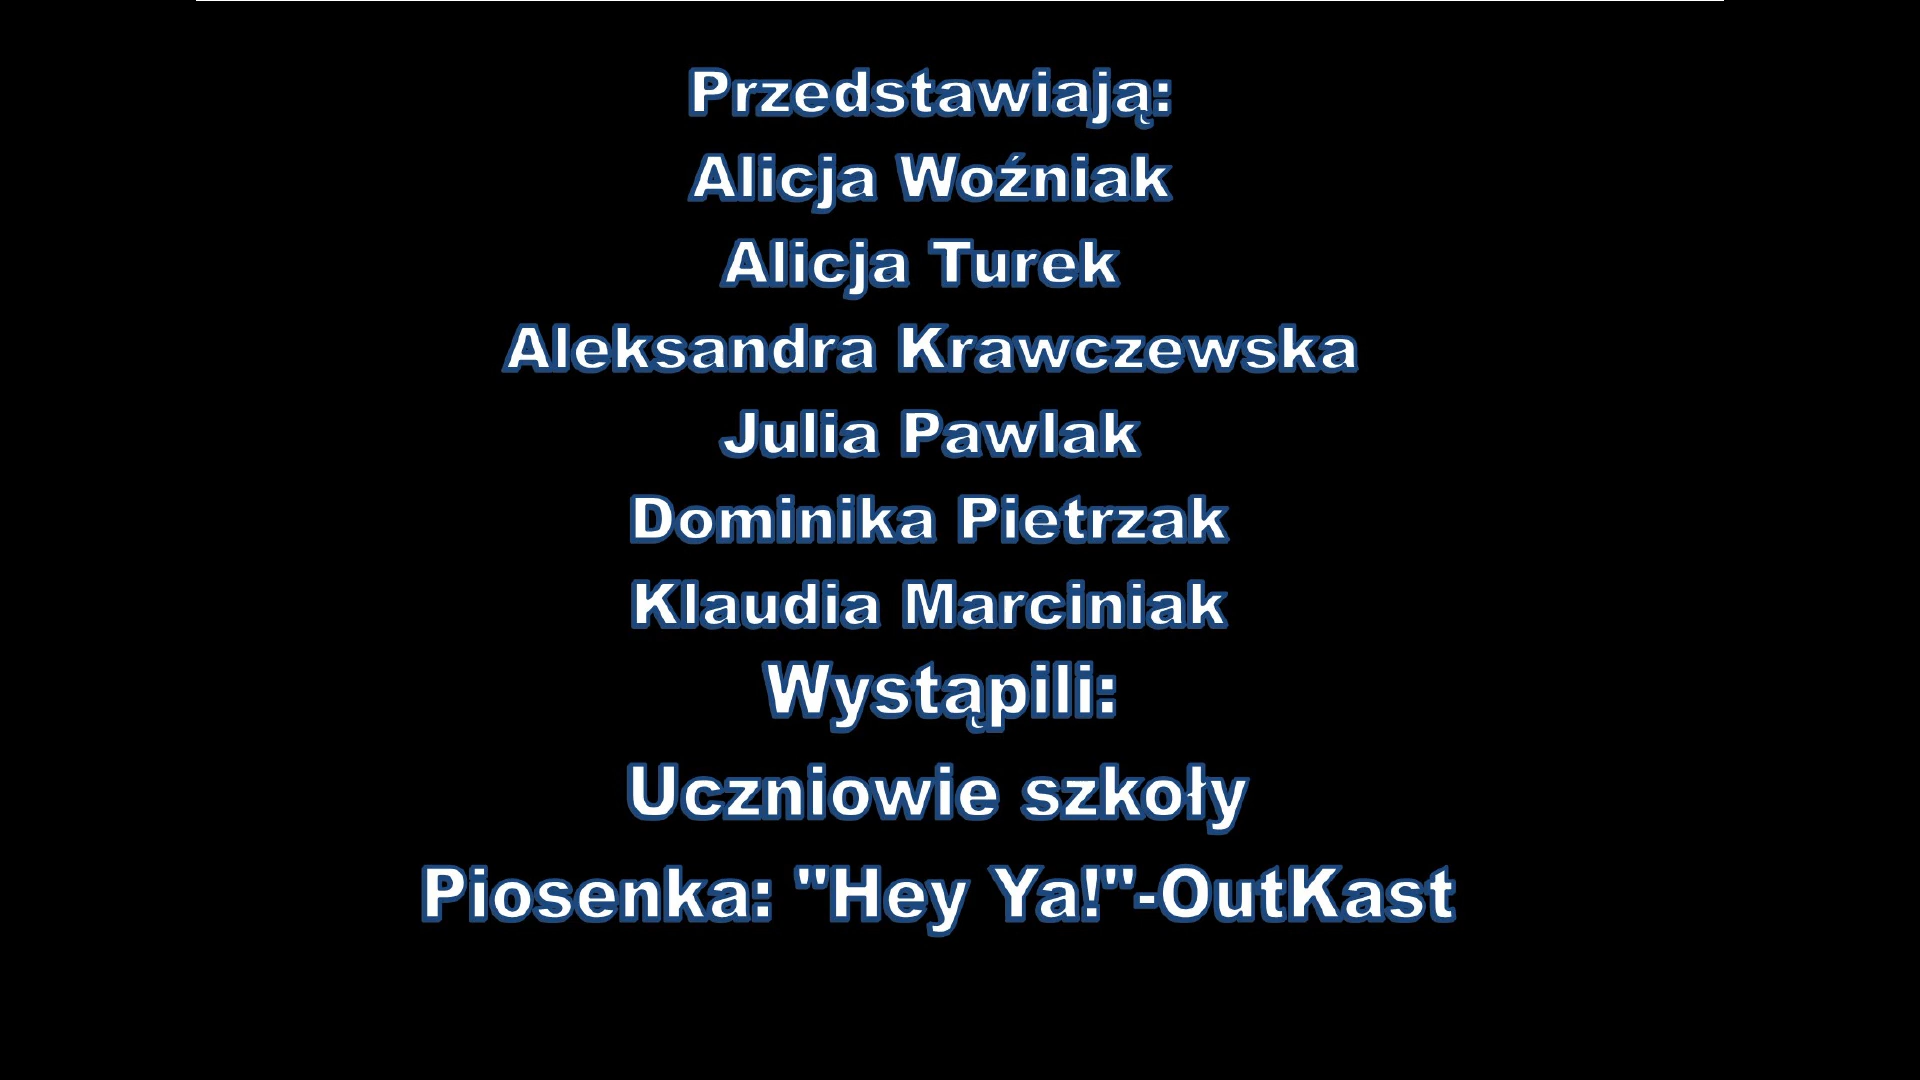 Przedstawiają:
Alicja Woźniak
Alicja Turek
Aleksandra Krawczewska
Julia Pawlak
Dominika Pietrzak
Klaudia Marciniak
Wystąpili:
Uczniowie szkoły
Piosenka: "Hey Ya!"-OutKast